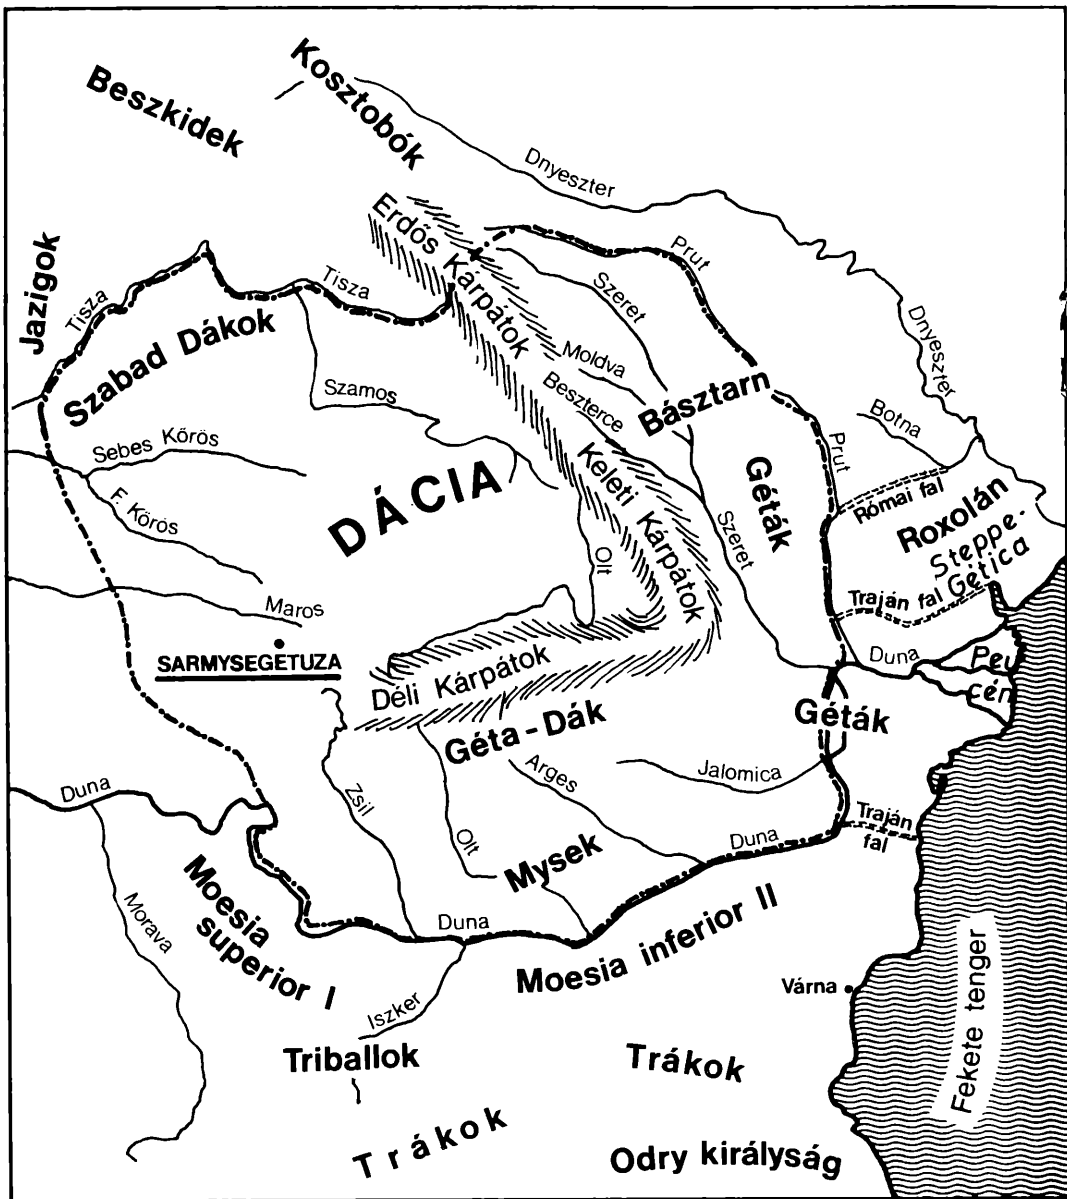 Kosztobók
Beszkidek
Dnyeszter
Erdős
Kárpátok
Jazigok
Tisza
Tisza
Prut
Szeret
Dnyeszter
Szabad Dákok
Moldva
Szamos
Beszterce
Básztarn
Botna
Sebes Kőrös
F. Kőrös
DÁCIA
Keleti Kárpátok
Géták
Prut
Római fal
Roxolán
Steppe-
Gética
Szeret
Olt
Maros
Traján fal
SARMYSEGETUZA
Déli Kárpátok
Duna
Peu
cén
Géta-Dák
Géták
Arges
Jalomica
Duna
Zsil
Olt
Traján
fal
Duna
Mysek
Moesia
superior I
Morava
Duna
Moesia inferior II
Iszker
Várna
Fekete tenger
Triballok
Trákok
Trákok
Odry királyság